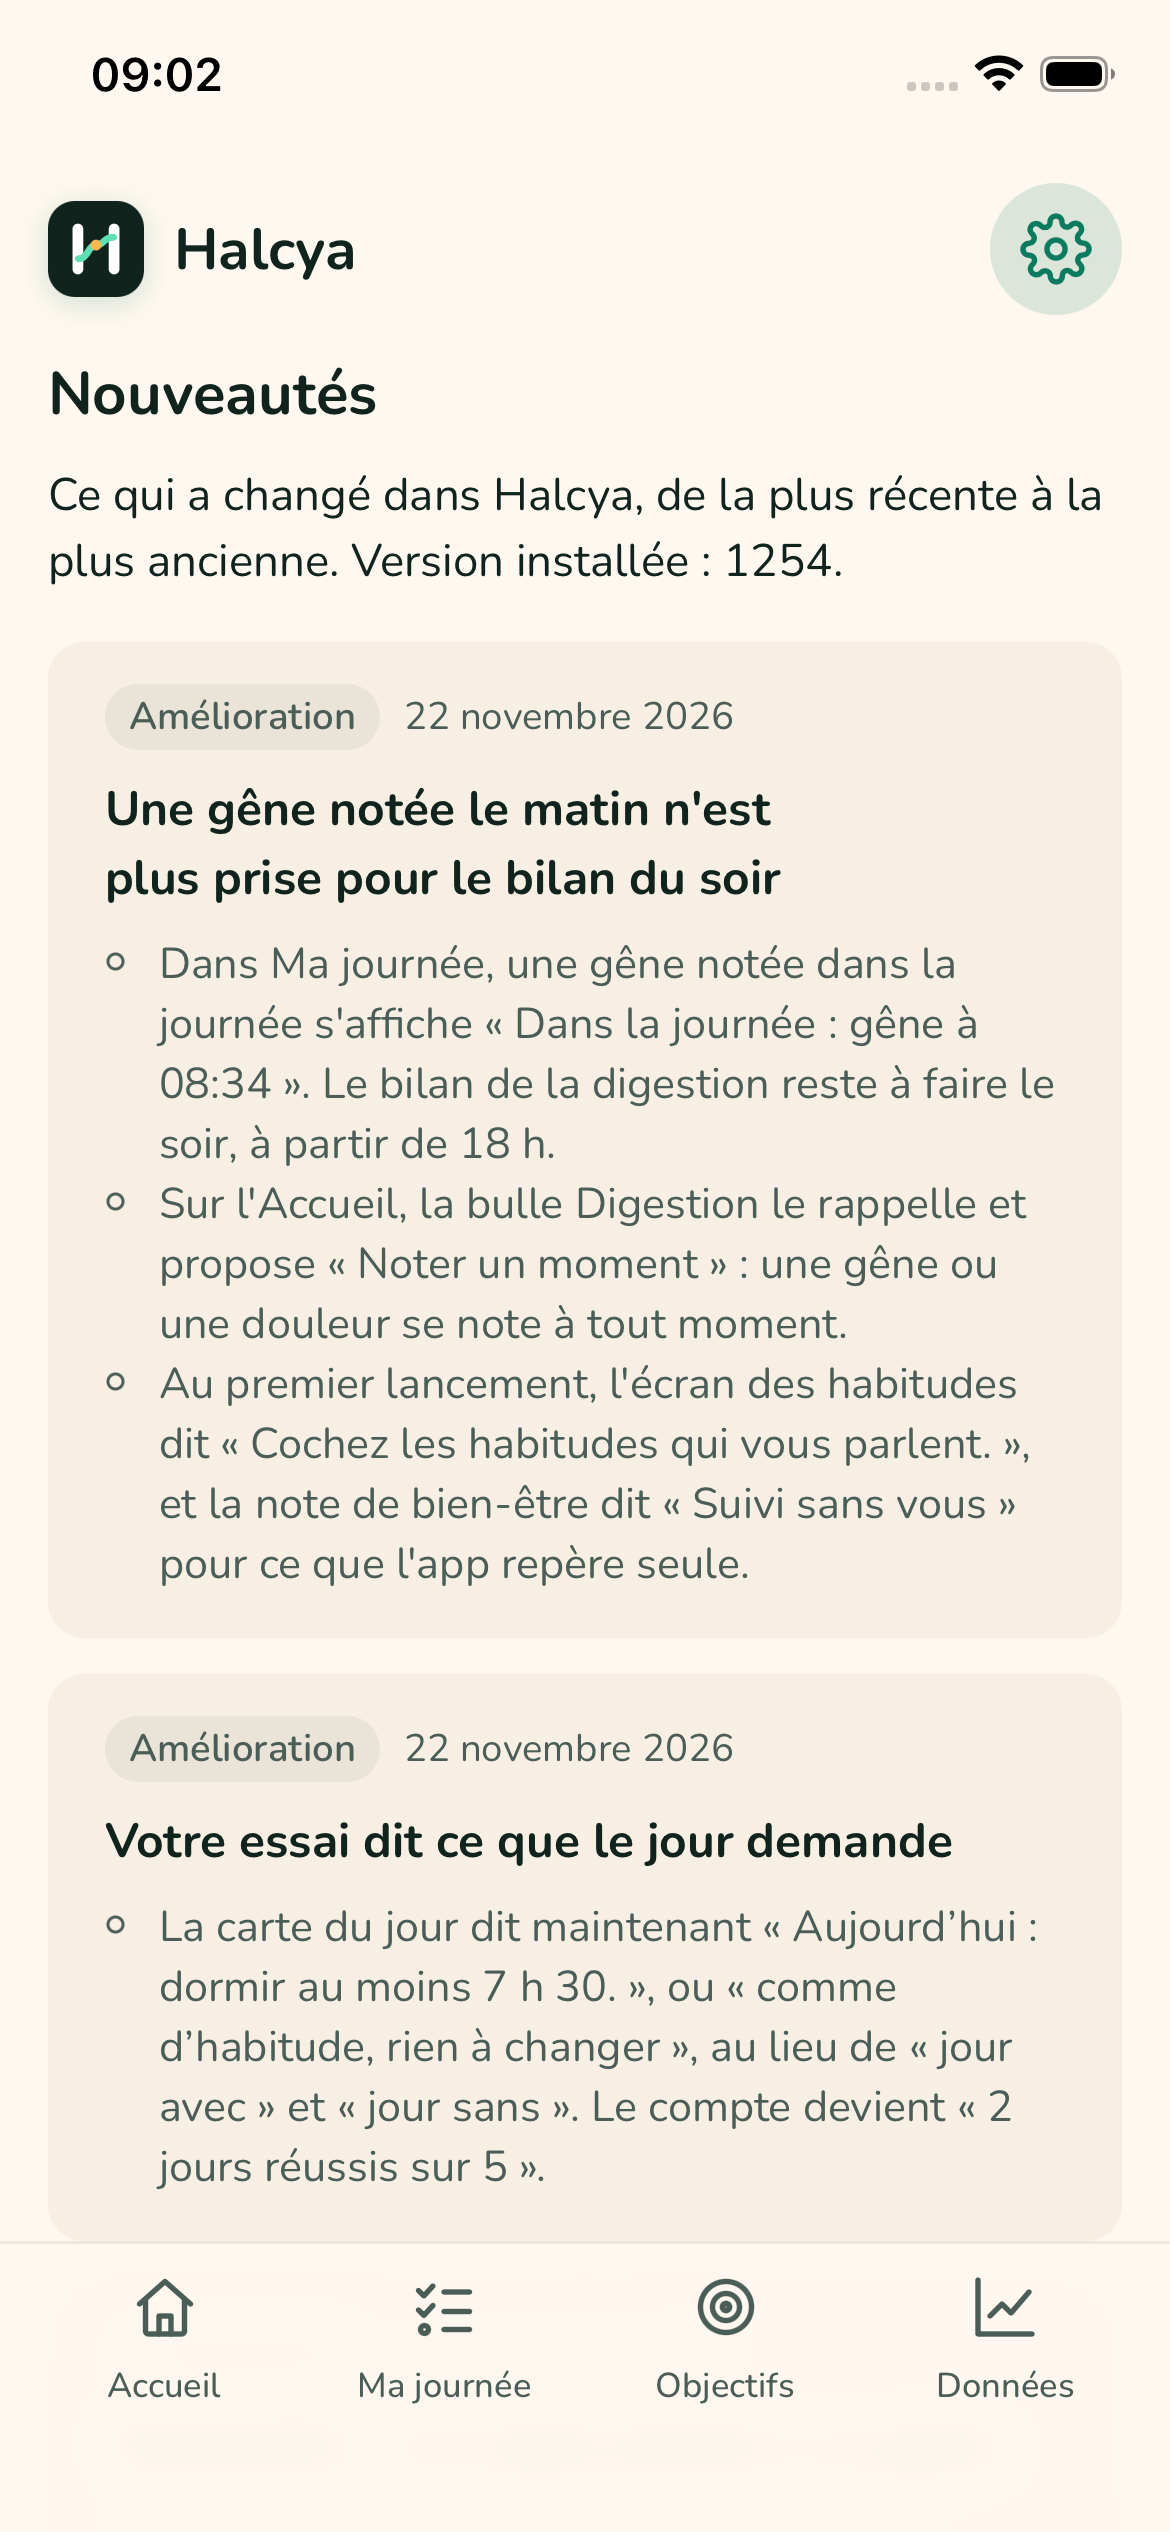 09:02
Halcya
Nouveautés
Ce qui a changé dans Halcya, de la plus récente à la
plus ancienne. Version installée : 1254.
Amélioration 22 novembre 2026
Une gêne notée le matin n'est
plus prise pour le bilan du soir
Dans Ma journée, une gêne notée dans la
journée s'affiche « Dans la journée : gêne à
08:34 ». Le bilan de la digestion reste à faire le
soir, à partir de 18 h.
Sur l'Accueil, la bulle Digestion le rappelle et
propose « Noter un moment » : une gêne ou
une douleur se note à tout moment.
Au premier lancement, l'écran des habitudes
dit « Cochez les habitudes qui vous parlent. »,
et la note de bien-être dit « Suivi sans vous »
pour ce que l'app repère seule.
Amélioration 22 novembre 2026
Votre essai dit ce que le jour demande
La carte du jour dit maintenant « Aujourd’hui :
dormir au moins 7 h 30. », ou « comme
d’habitude, rien à changer », au lieu de « jour
avec » et « jour sans ». Le compte devient « 2
jours réussis sur 5 ».
Accueil Ma journée Objectifs Données